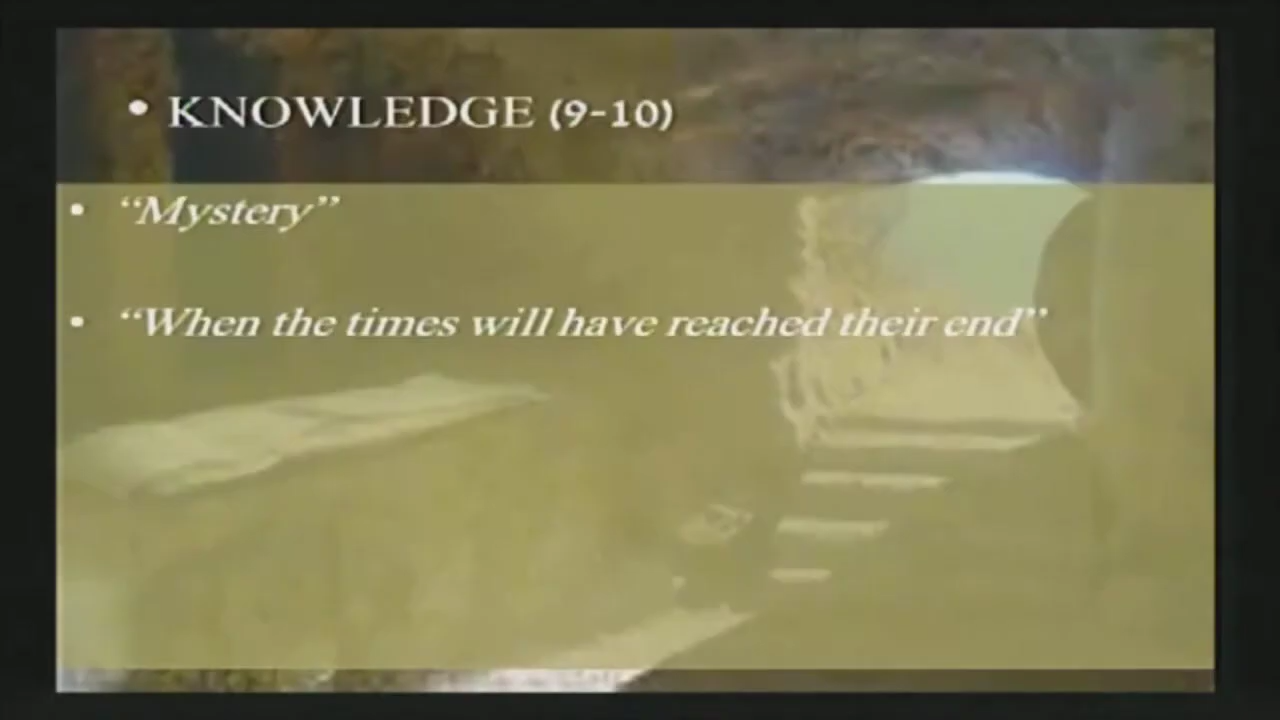 • KNOWLEDGE (9-10)
• “Mystery”
• “When the times will have reached their end”